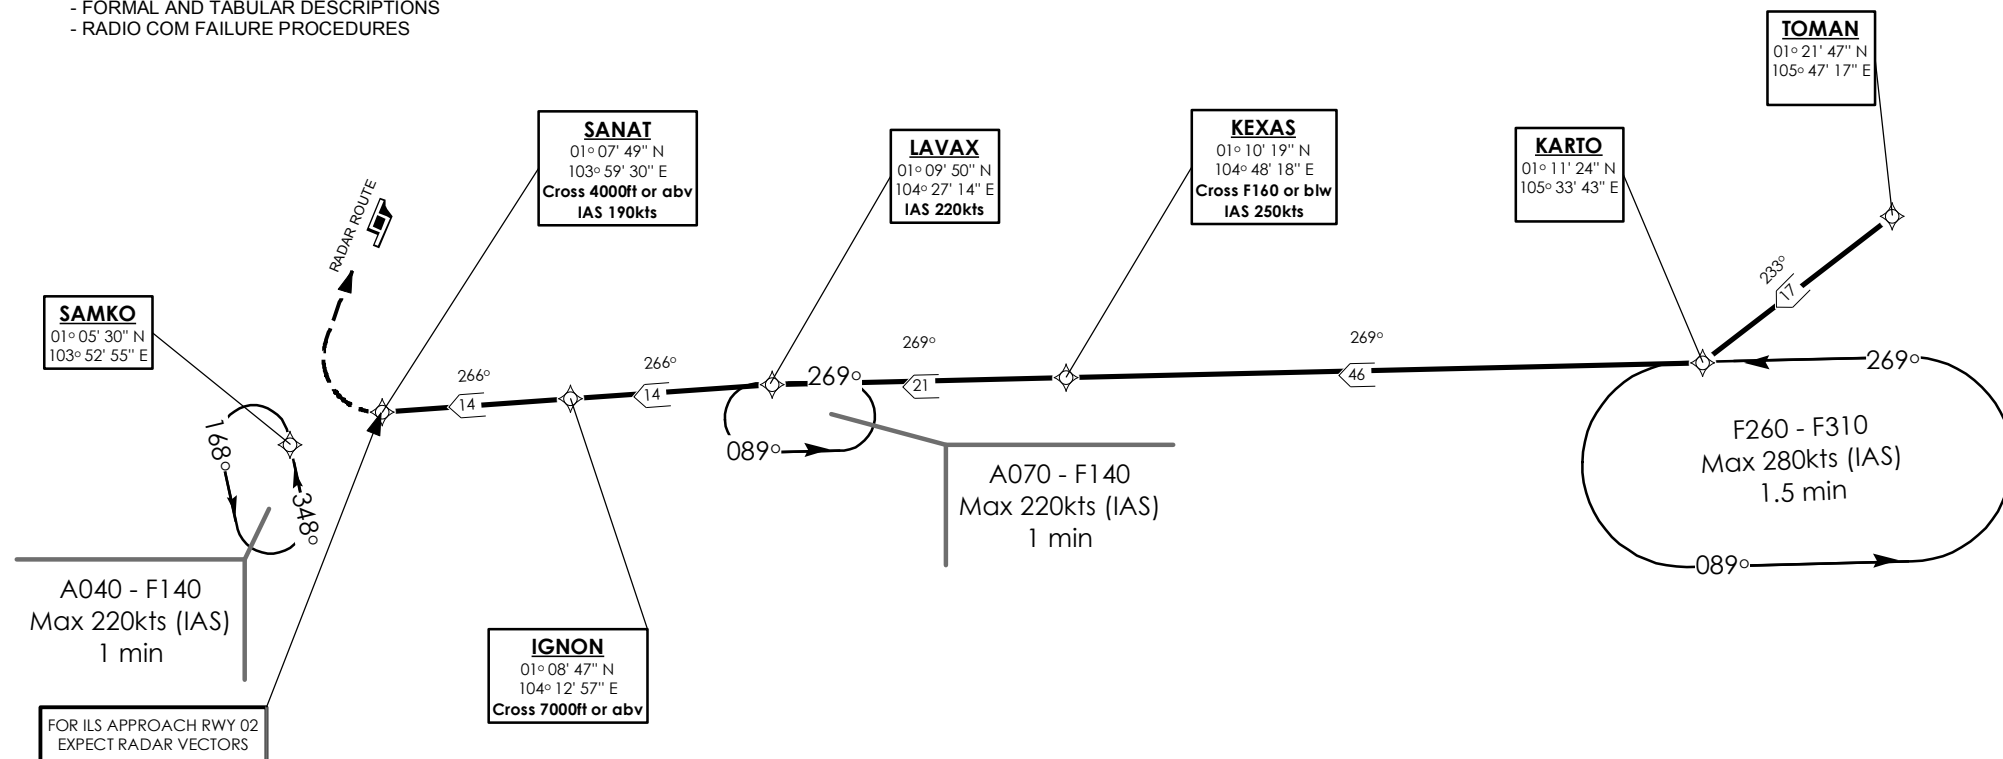 - FORMAL AND TABULAR DESCRIPTIONS
- RADIO COM FAILURE PROCEDURES
TOMAN
01° 21' 47" N
105° 47' 17" E
SANAT
01° 07' 49" N
103° 59' 30" E
Cross 4000ft or abv
IAS 190kts
LAVAX
01° 09' 50" N
104° 27' 14" E
IAS 220kts
KEXAS
01° 10' 19" N
104° 48' 18" E
Cross F160 or blw
IAS 250kts
KARTO
01° 11' 24" N
105° 33' 43" E
RADAR ROUTE
SAMKO
01° 05' 30" N
103° 52' 55" E
233°
17
266°
14
266°
14
269°
269°
21
269°
46
269°
089°
089°
168°
348°
F260 - F310
Max 280kts (IAS)
1.5 min
A070 - F140
Max 220kts (IAS)
1 min
A040 - F140
Max 220kts (IAS)
1 min
IGNON
01° 08' 47" N
104° 12' 57" E
Cross 7000ft or abv
FOR ILS APPROACH RWY 02
EXPECT RADAR VECTORS